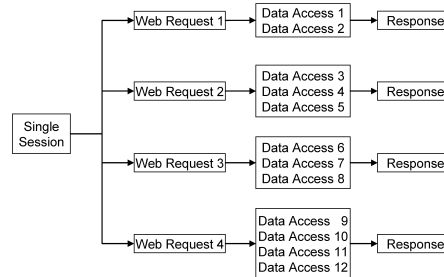 Web Request 1
Data Access 1
Data Access 2
Response
Web Request 2
Data Access 3
Data Access 4
Data Access 5
Response
Single
Session
Web Request 3
Data Access 6
Data Access 7
Data Access 8
Response
Web Request 4
Data Access 9
Data Access 10
Data Access 11
Data Access 12
Response